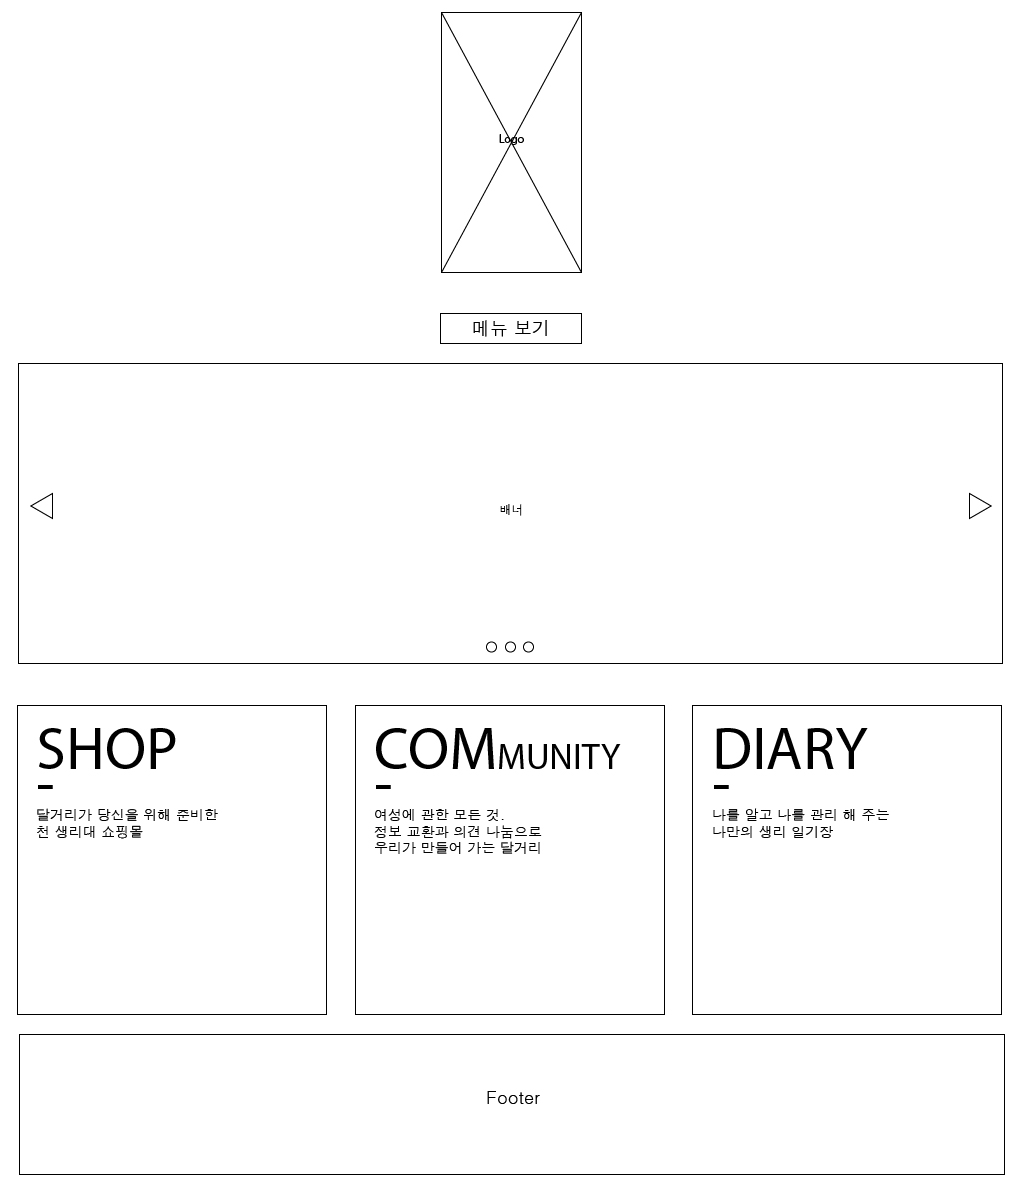 Logo
메뉴 보기
배너
SHOP
달거리가 당신을 위해 준비한
천 생리대 쇼핑몰
COMMUNITY
여성에 관한 모든 것.
정보 교환과 의견 나눔으로
우리가 만들어 가는 달거리
DIARY
나를 알고 나를 관리 해 주는
나만의 생리 일기장
Footer